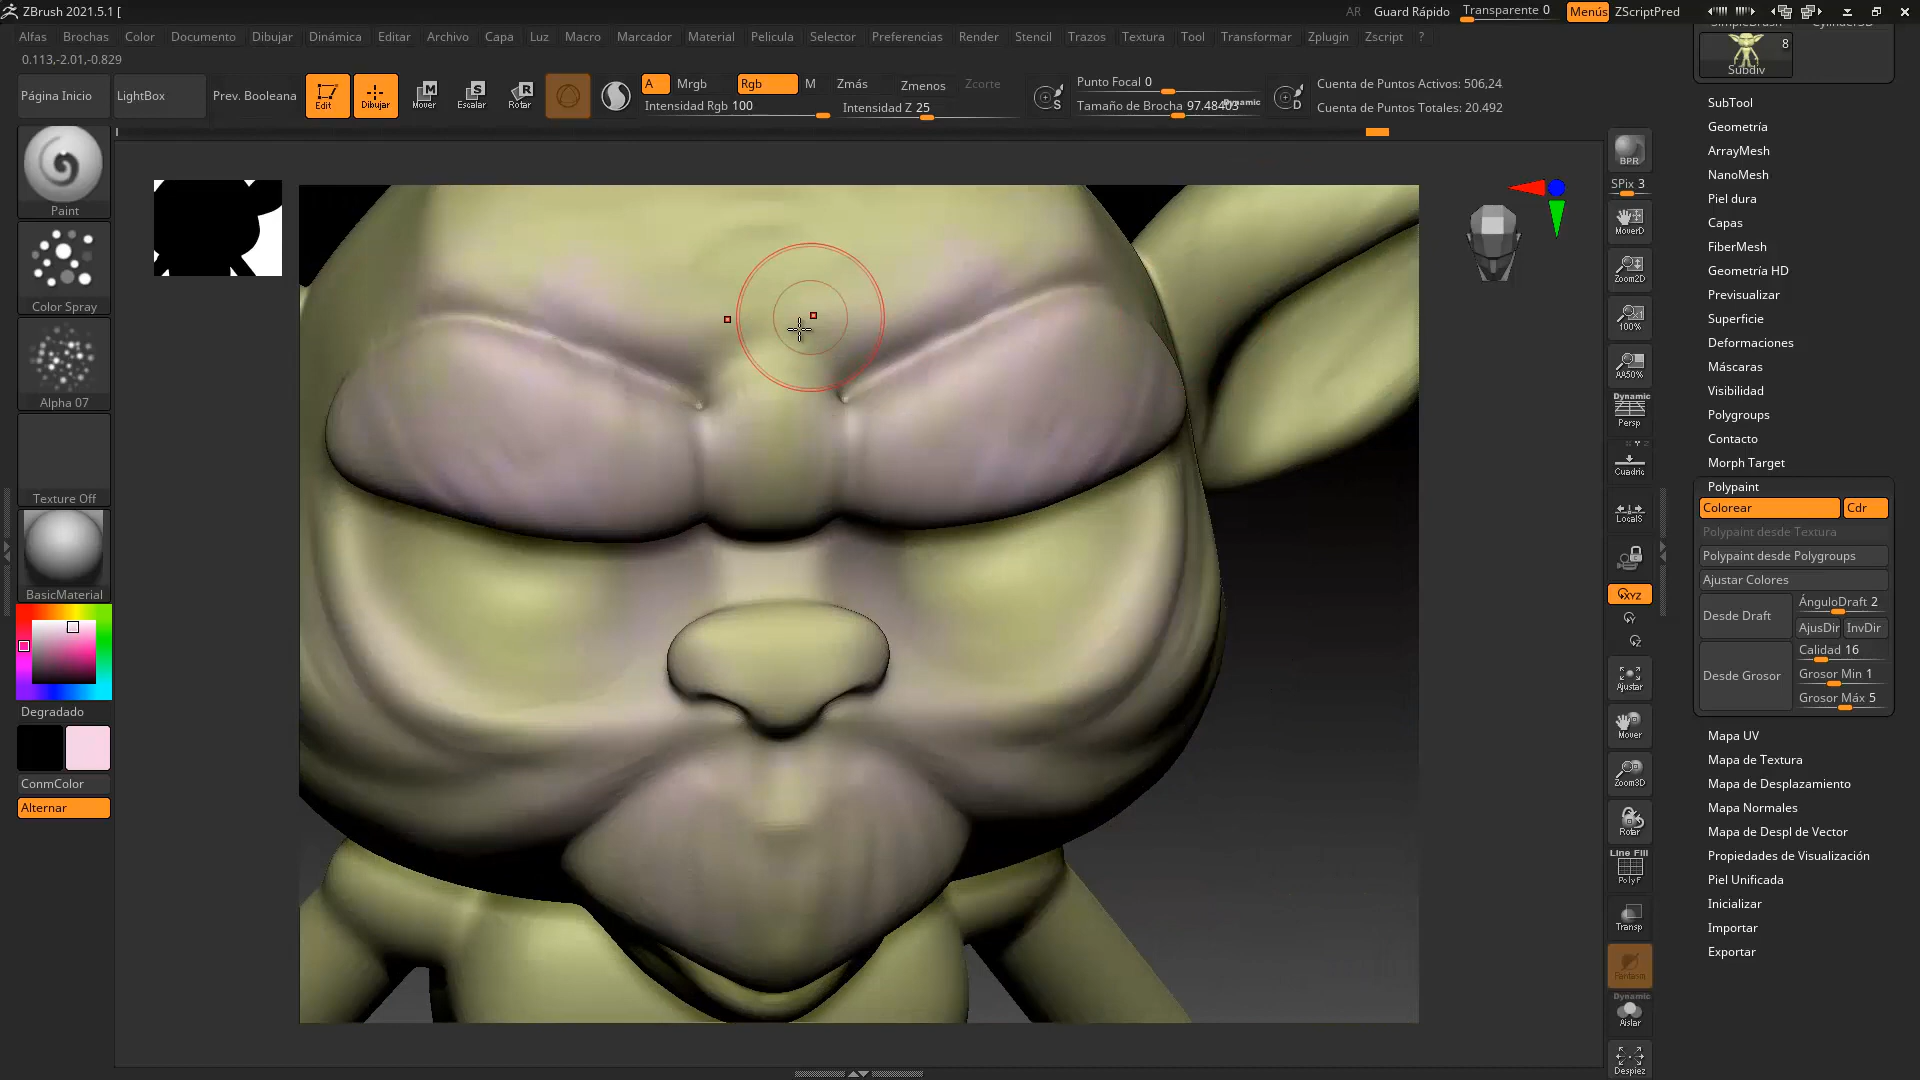 ZBrush 2021.5.1 [
AR Guard Rápido Transparente 0 Menús ZScriptPred
Alfas Brochas Color Documento Dibujar Dinámica Editar Archivo Capa Luz Macro Marcador Material Pelicula Selector Preferencias Render Stencil Trazos Textura Tool Transformar Zplugin Zscript ?
0.113,-2.01,-0.829
Página Inicio LightBox Prev. Booleana Edit Dibujar Mover Escalar Rotar
A Mrgb Rgb M Zmás Zmenos Zcorte
Intensidad Rgb 100 Intensidad Z 25
Punto Focal 0
Tamaño de Brocha 97.48403 Dynamic
S D
Cuenta de Puntos Activos: 506,24
Cuenta de Puntos Totales: 20.492
Paint
Color Spray
Alpha 07
Texture Off
BasicMaterial
Degradado
ConmColor
Alternar
BPR
SPix 3
MoverD
Zoom2D
100%
AA50%
Dynamic
Persp
Cuadric
LocalS
XYZ
Y
Z
Ajustar
Mover
Zoom3D
Rotar
Line Fill
PolyF
Transp
Fantasma
Dynamic
Aislar
Despiez
8
Subdiv
SubTool
Geometría
ArrayMesh
NanoMesh
Piel dura
Capas
FiberMesh
Geometría HD
Previsualizar
Superficie
Deformaciones
Máscaras
Visibilidad
Polygroups
Contacto
Morph Target
Polypaint
Colorear Cdr
Polypaint desde Textura
Polypaint desde Polygroups
Ajustar Colores
Desde Draft ÁnguloDraft 2
AjusDir InvDir
Desde Grosor Calidad 16
Grosor Min 1
Grosor Máx 5
Mapa UV
Mapa de Textura
Mapa de Desplazamiento
Mapa Normales
Mapa de Despl de Vector
Propiedades de Visualización
Piel Unificada
Inicializar
Importar
Exportar